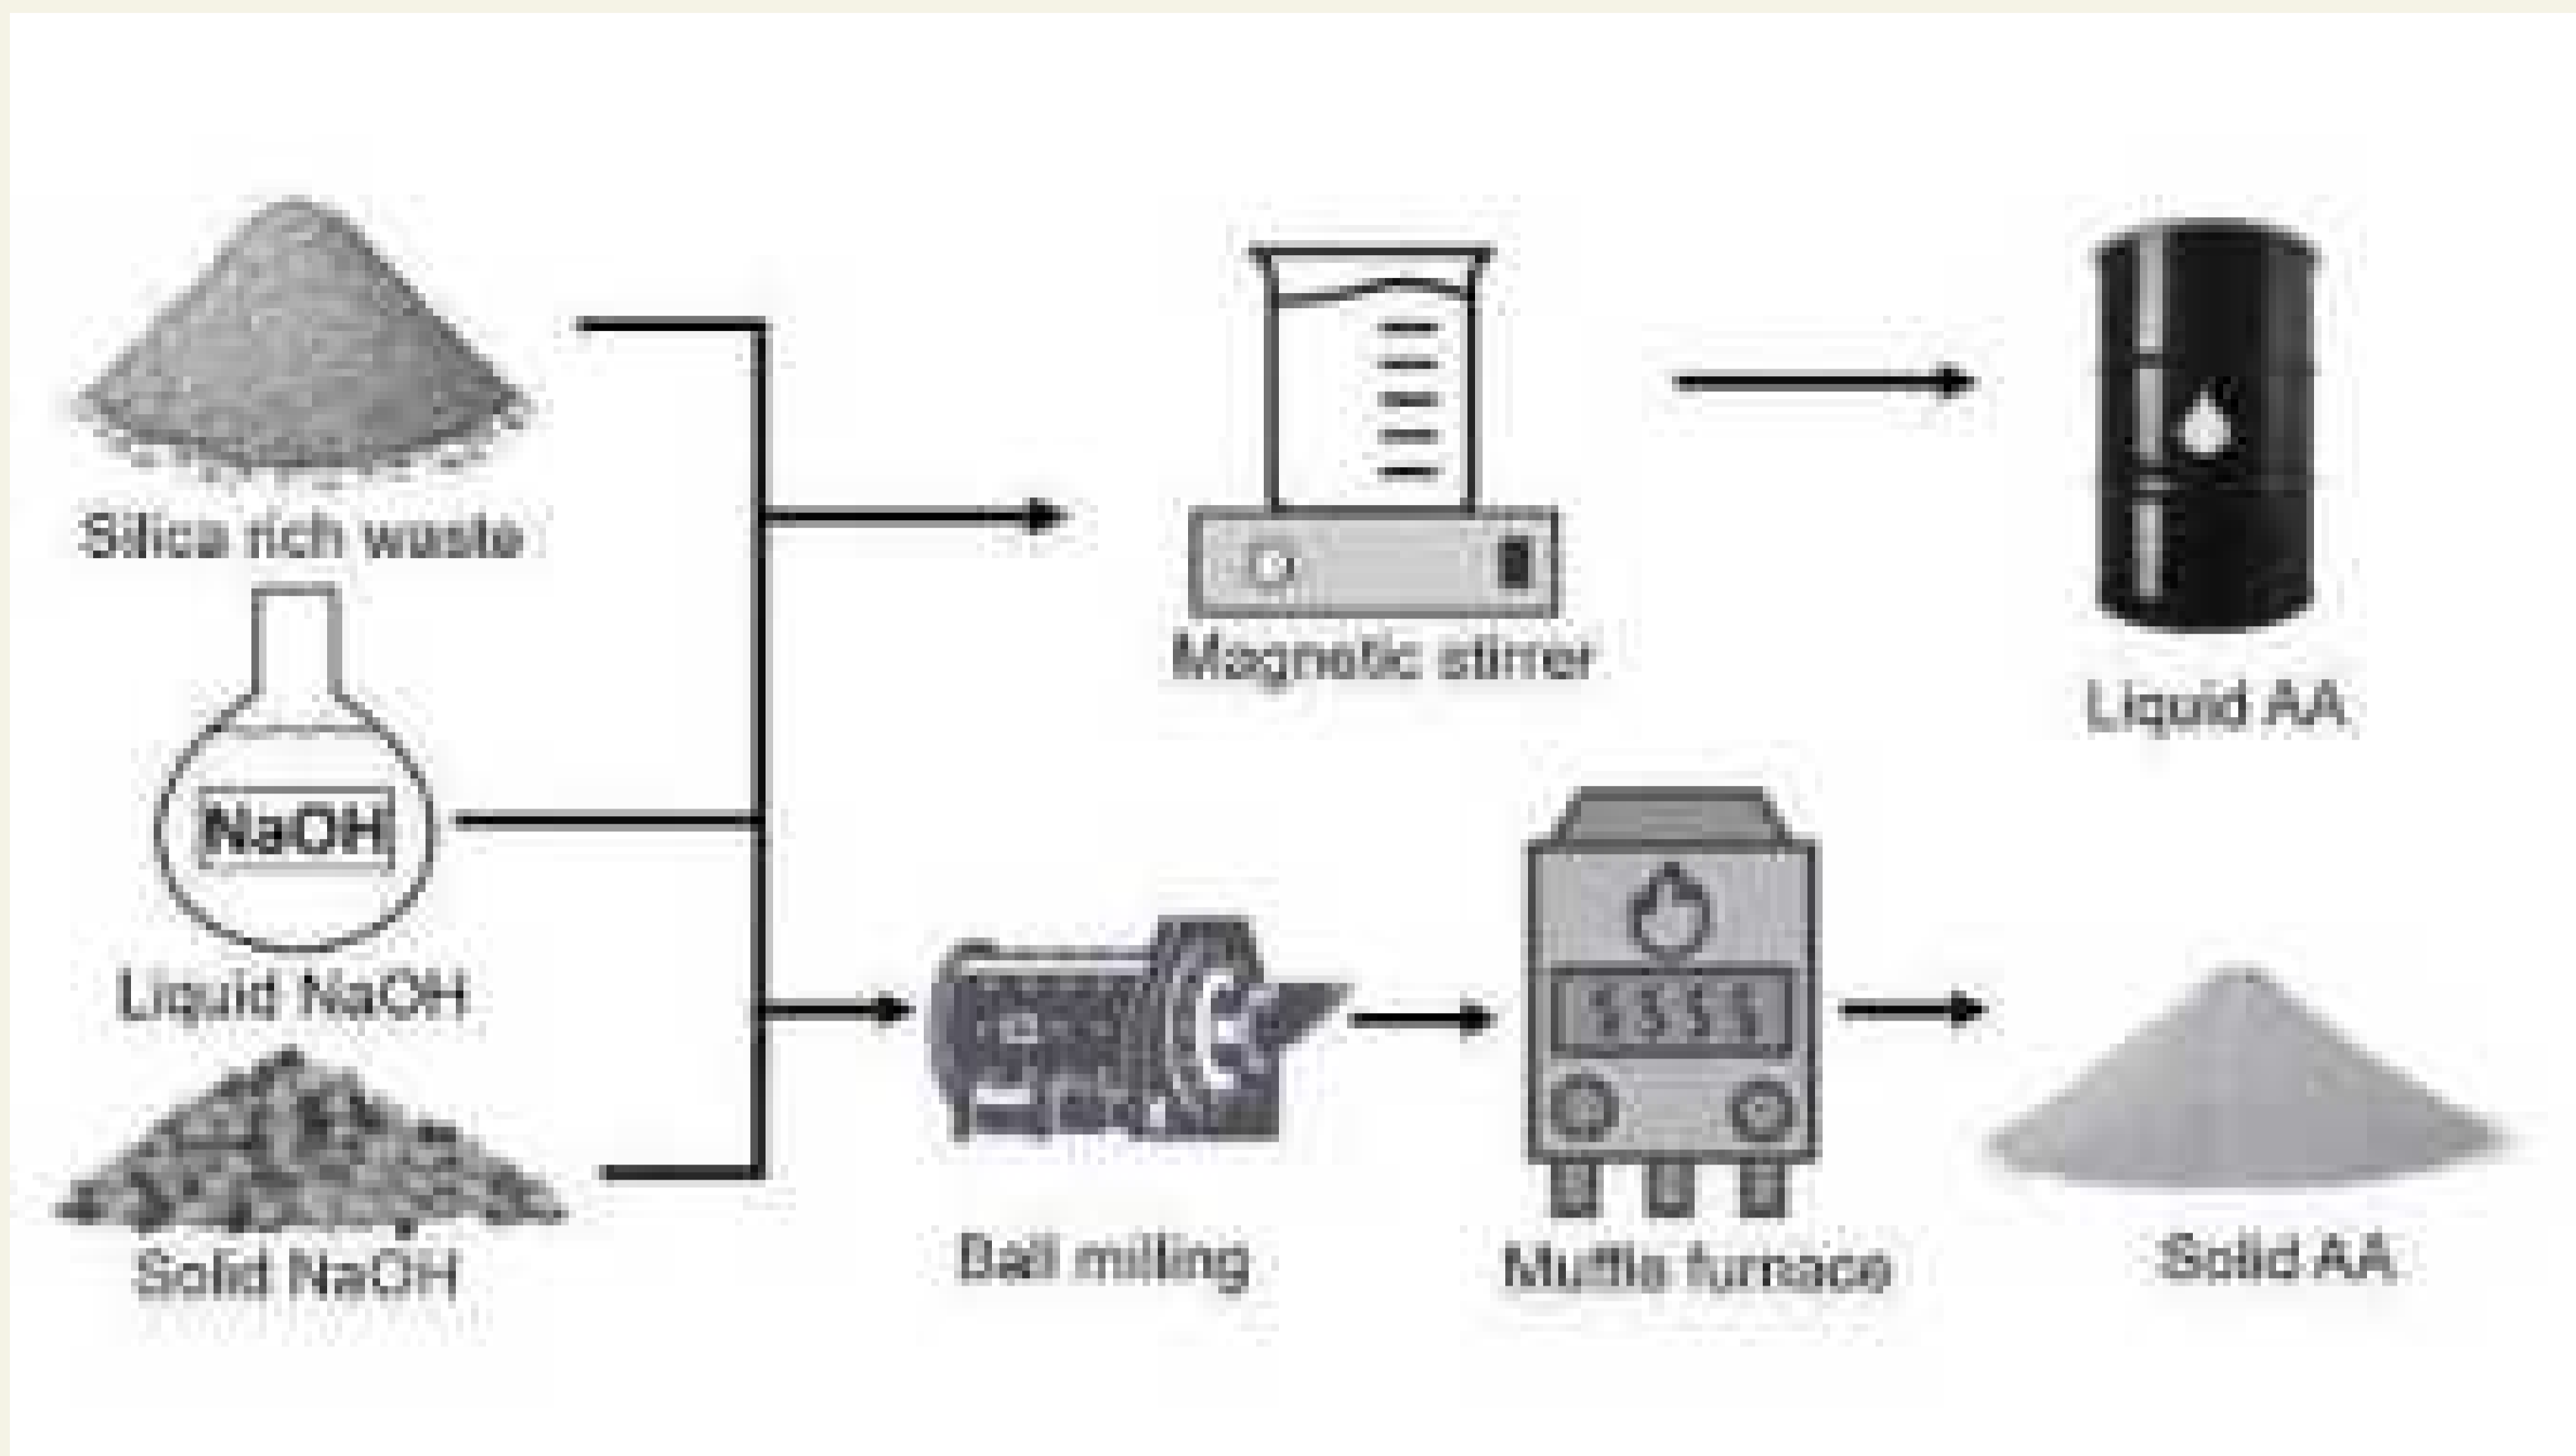 Silica rich waste
NaOH
Liquid NaOH
Solid NaOH
Magnetic stirrer
Liquid AA
Ball milling
Muffle furnace
Solid AA